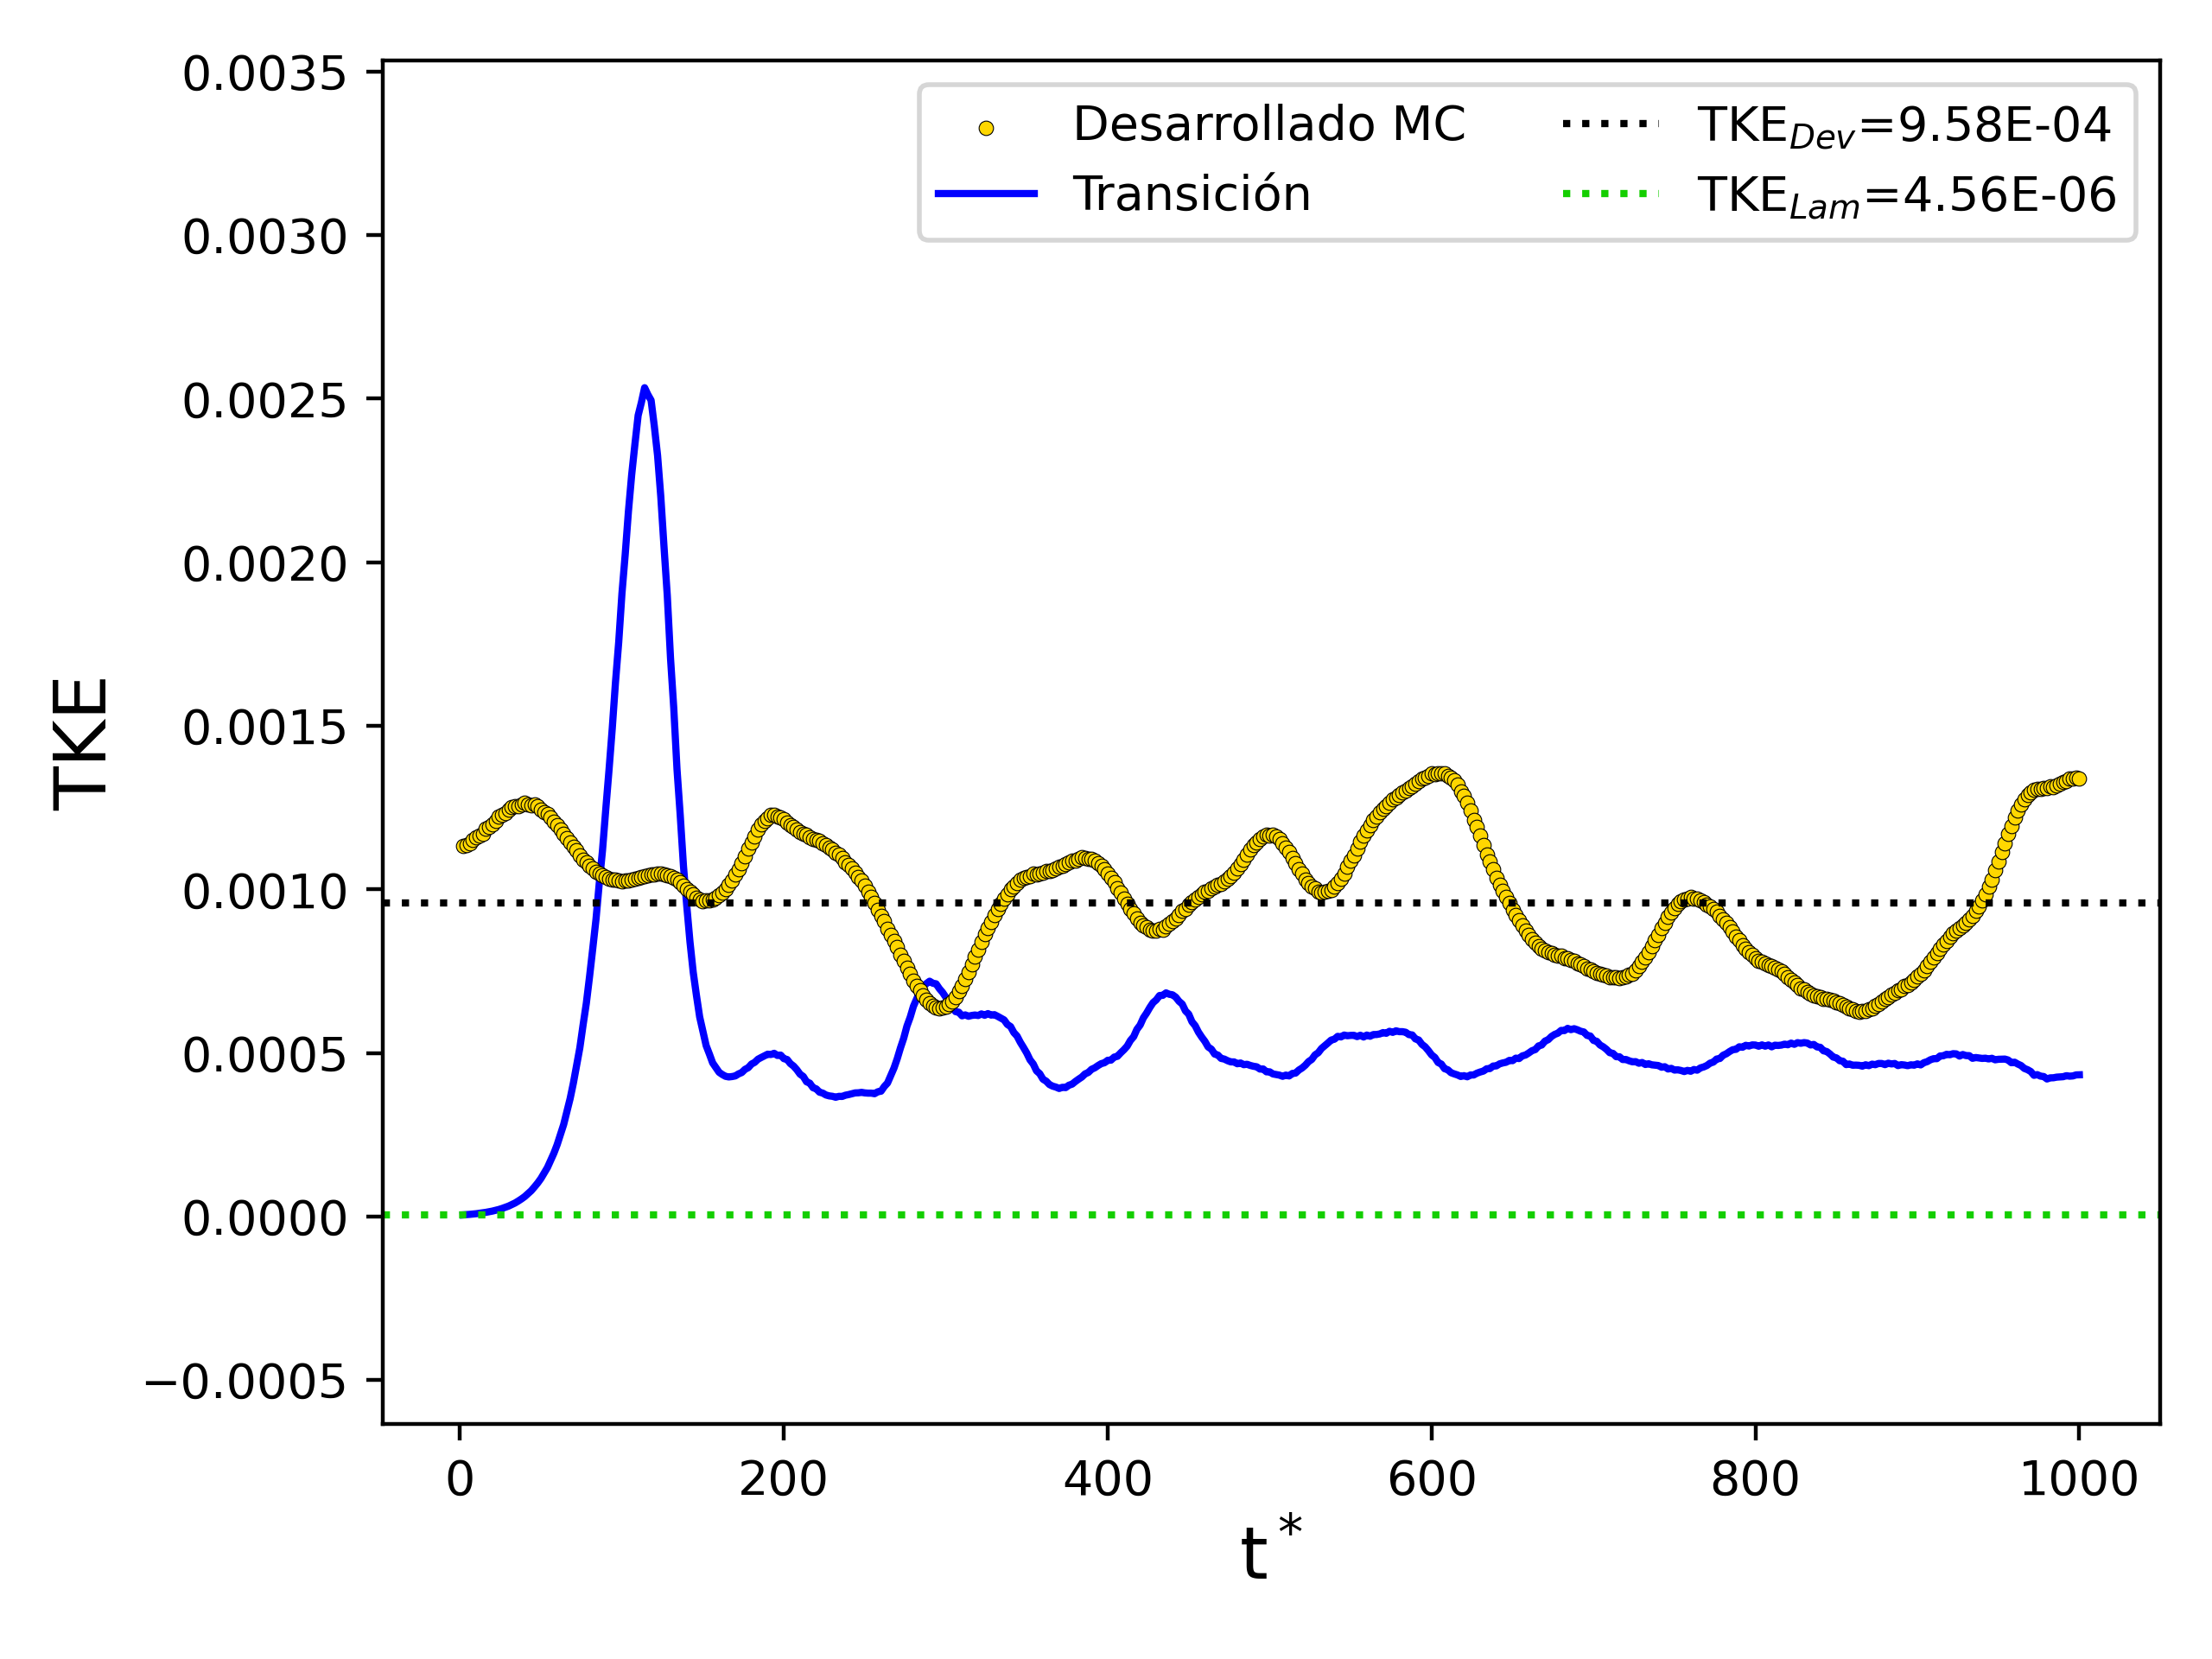 0.0035
0.0030
0.0025
0.0020
0.0015
0.0010
0.0005
0.0000
−0.0005
TKE
Desarrollado MC
Transición
TKE_Dev=9.58E-04
TKE_Lam=4.56E-06
0 200 400 600 800 1000
t*